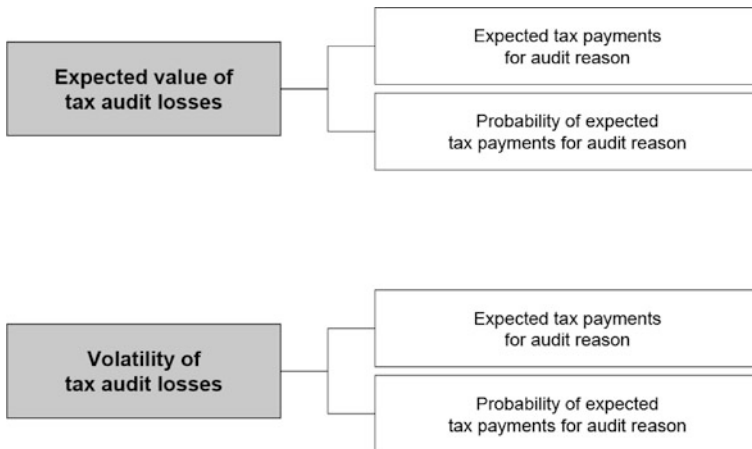 Expected tax payments
for audit reason
Expected value of
tax audit losses
Probability of expected
tax payments for audit reason
Expected tax payments
for audit reason
Volatility of
tax audit losses
Probability of expected
tax payments for audit reason